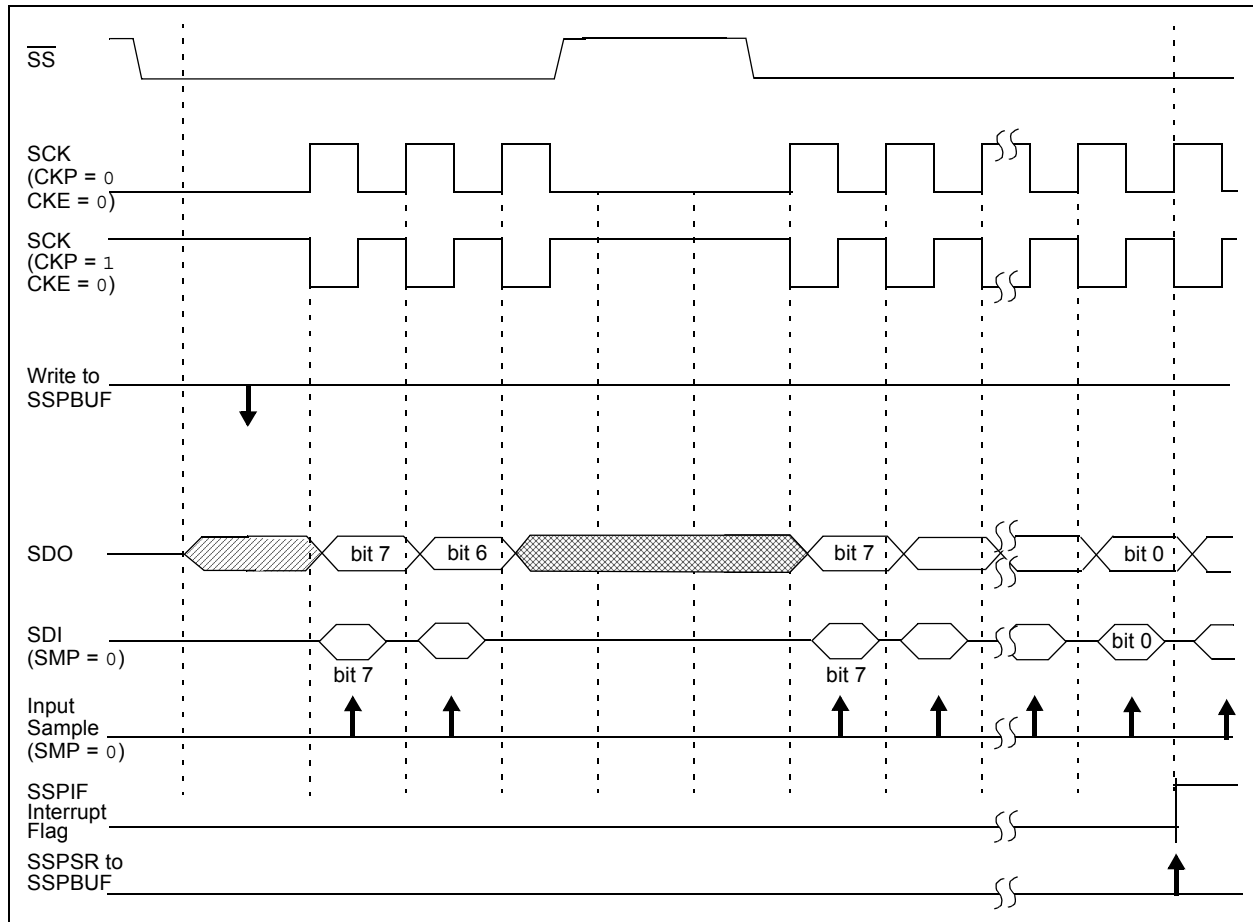 SS
SCK
(CKP = 0
CKE = 0)
SCK
(CKP = 1
CKE = 0)
Write to
SSPBUF
SDO
bit 7
bit 6
bit 7
bit 0
SDI
(SMP = 0)
bit 7
bit 7
bit 0
Input
Sample
(SMP = 0)
SSPIF
Interrupt
Flag
SSPSR to
SSPBUF